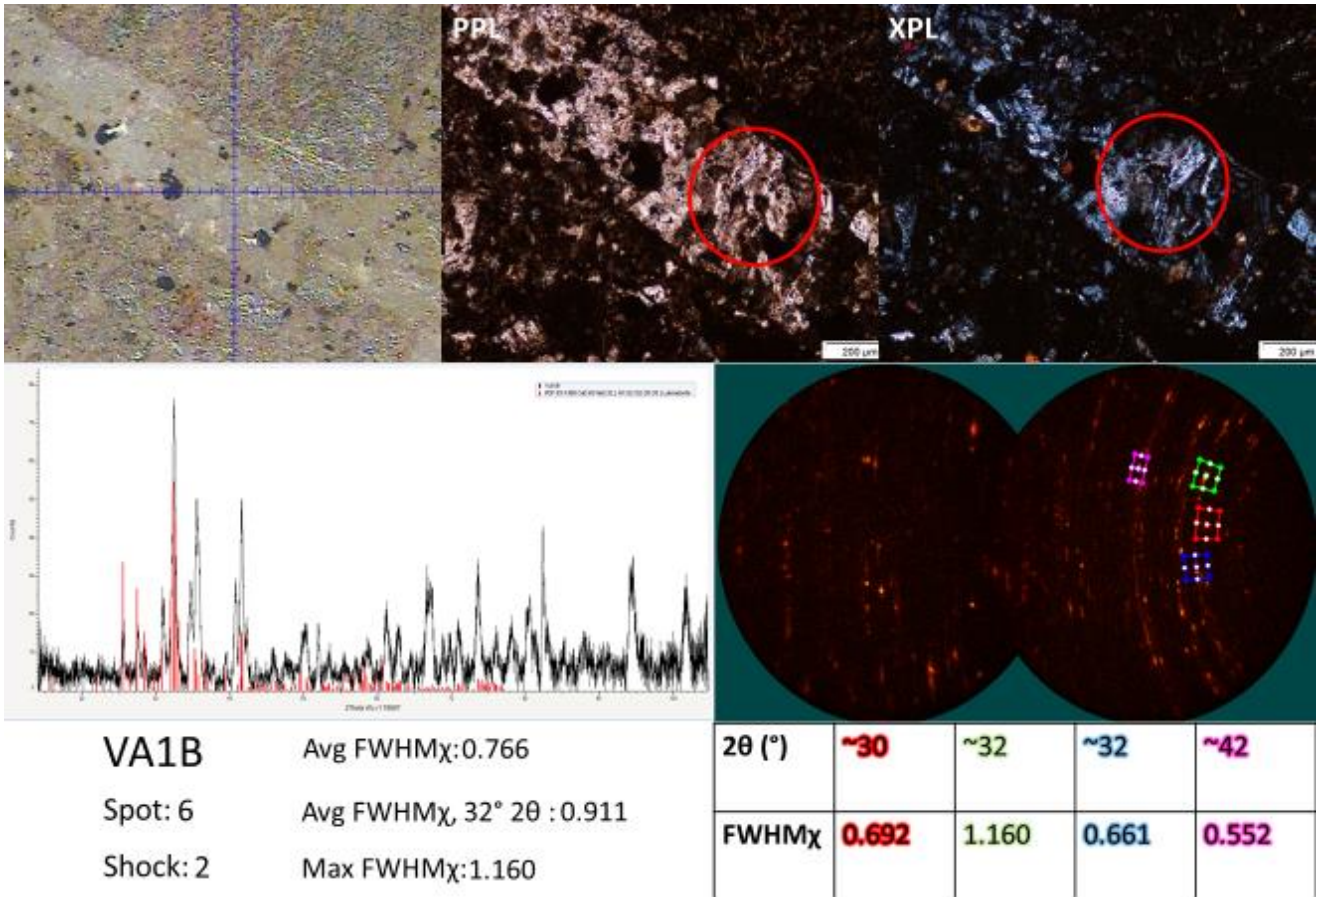 PPL
XPL
200 µm
200 µm
VA1B
Spot: 6
Shock: 2
Avg FWHMχ:0.766
Avg FWHMχ, 32° 2θ : 0.911
Max FWHMχ:1.160
2θ (°) ~30 ~32 ~32 ~42
FWHMχ 0.692 1.160 0.661 0.552